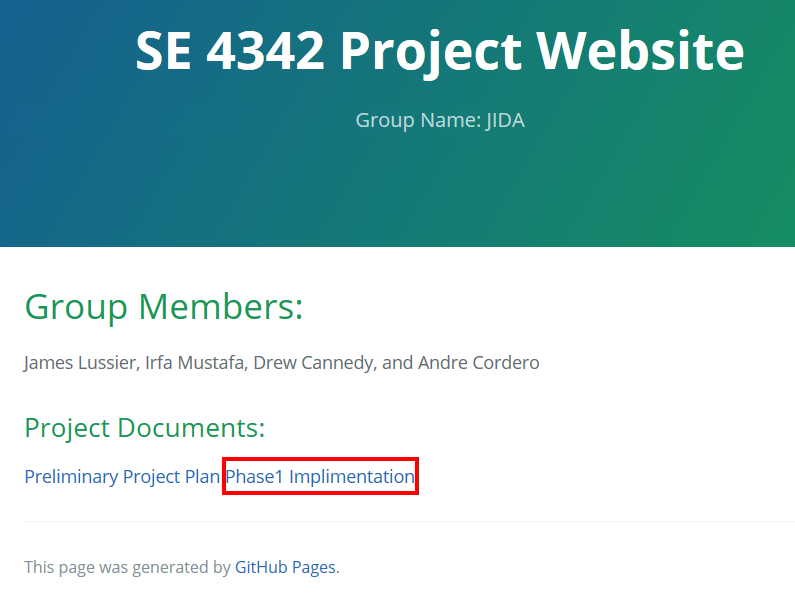 SE 4342 Project Website
Group Name: JIDA
Group Members:
James Lussier, Irfa Mustafa, Drew Cannedy, and Andre Cordero
Project Documents:
Preliminary Project Plan Phase1 Implimentation
This page was generated by GitHub Pages.